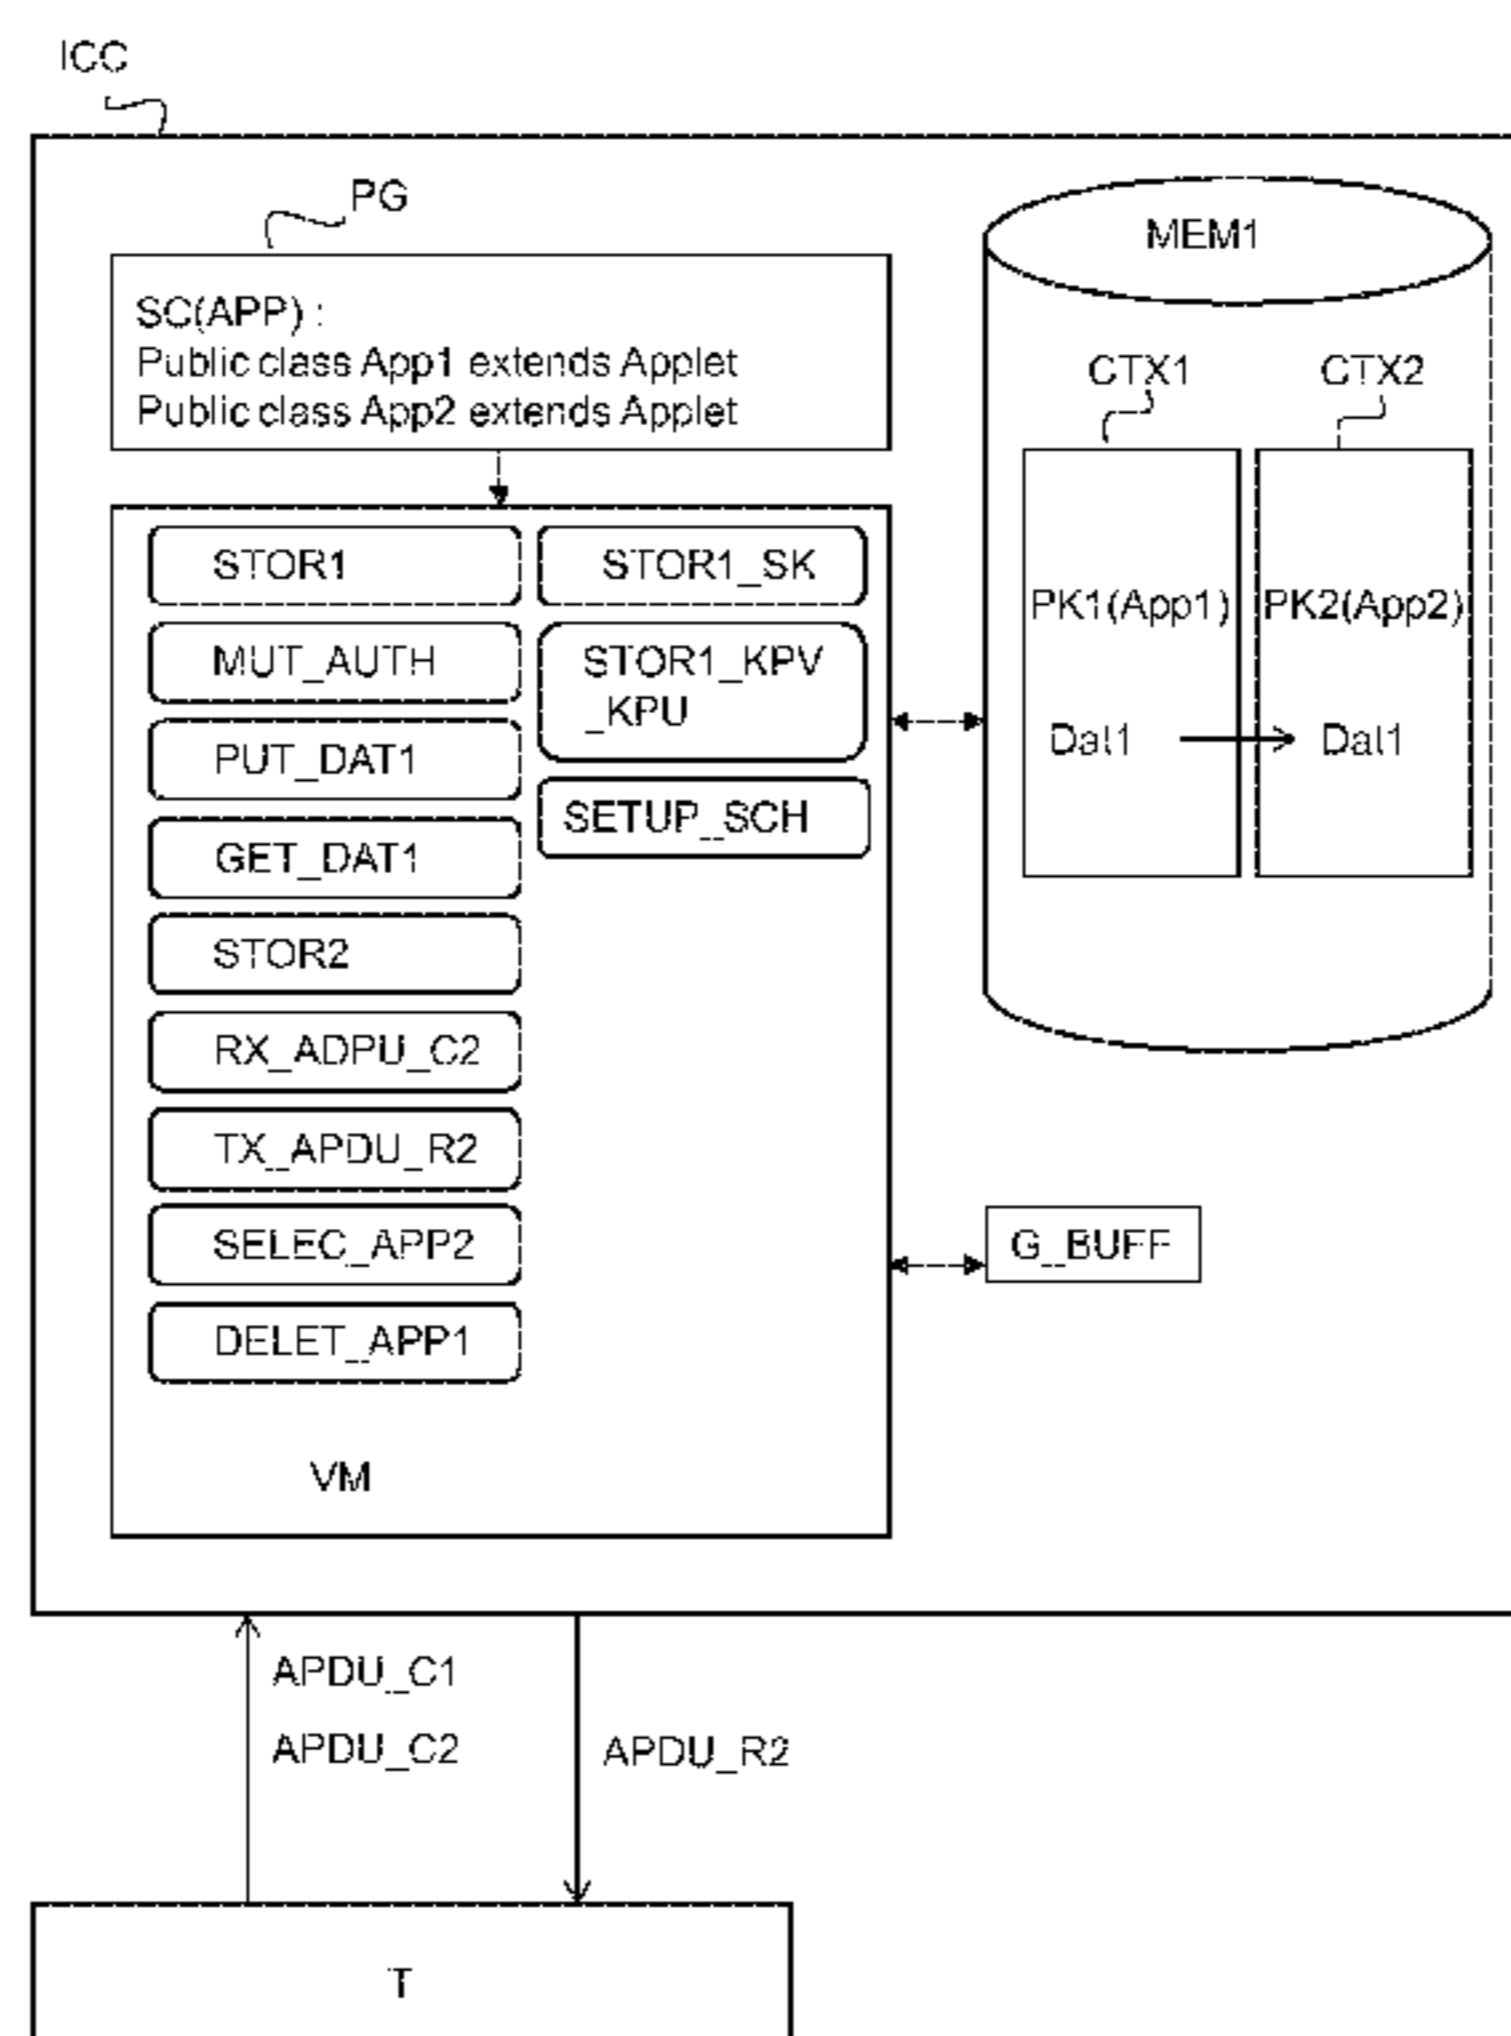 ICC
PG
SC(APP) :
Public class App1 extends Applet
Public class App2 extends Applet
MEM1
CTX1
CTX2
PK1(App1)
PK2(App2)
Dat1
Dat1
STOR1
MUT_AUTH
PUT_DAT1
GET_DAT1
STOR2
RX_ADPU_C2
TX_APDU_R2
SELEC_APP2
DELET_APP1
STOR1_SK
STOR1_KPV
_KPU
SETUP_SCH
VM
G_BUFF
APDU_C1
APDU_C2
APDU_R2
T